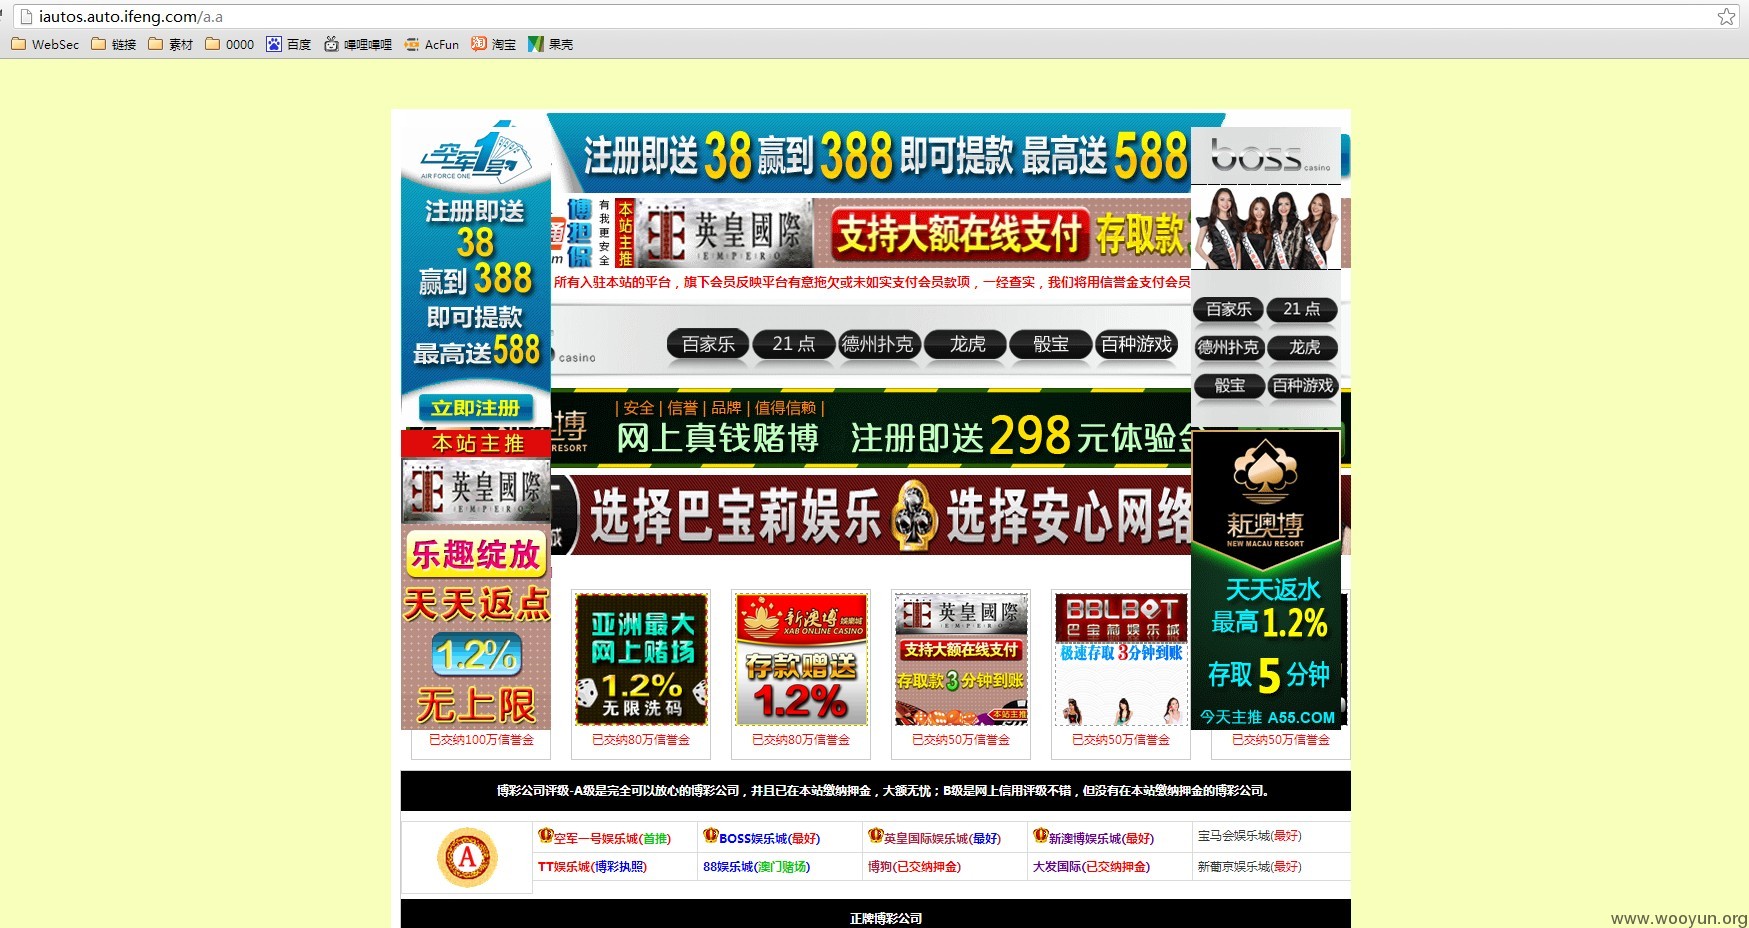 iautos.auto.ifeng.com/a.a
WebSec 链接 素材 0000 百度 嗶哩嗶哩 AcFun 淘宝 果壳
空军1号
AIR FORCE ONE
注册即送
38
赢到 388
即可提款
最高送588
立即注册
注册即送 38 赢到 388 即可提款 最高送 588
boss
casino
博
担
保
有我更安全
本站主推
英皇國際
EMPEROR
支持大额在线支付 存取款
所有入驻本站的平台，旗下会员反映平台有意拖欠或未如实支付会员款项，一经查实，我们将用信誉金支付会员
casino
百家乐 21 点 德州扑克 龙虎 骰宝 百种游戏
百家乐 21 点
德州扑克 龙虎
骰宝 百种游戏
| 安全 | 信誉 | 品牌 | 值得信赖 |
澳博
RESORT
网上真钱赌博 注册即送 298 元体验金
选择巴宝莉娱乐 选择安心网络
本站主推
英皇國際
EMPERO
乐趣绽放
天天返点
1.2%
无上限
新澳博
NEW MACAU RESORT
天天返水
最高1.2%
存取 5 分钟
今天主推 A55.COM
亚洲最大
网上赌场
1.2%
无限洗码
新澳博 娱樂城
XAB ONLINE CASINO
存款赠送
1.2%
英皇國際
EMPEROR
支持大额在线支付
存取款3分钟到账
本站主推
BBLBET
巴宝莉娱乐城
极速存取 3分钟到账
已交纳100万信誉金 已交纳80万信誉金 已交纳80万信誉金 已交纳50万信誉金 已交纳50万信誉金 已交纳50万信誉金
博彩公司评级-A级是完全可以放心的博彩公司，并且已在本站缴纳押金，大额无忧；B级是网上信用评级不错，但没有在本站缴纳押金的博彩公司。
A
空军一号娱乐城(首推) BOSS娱乐城(最好) 英皇国际娱乐城(最好) 新澳博娱乐城(最好) 宝马会娱乐城(最好)
TT娱乐城(博彩执照) 88娱乐城(澳门赌场) 博狗(已交纳押金) 大发国际(已交纳押金) 新葡京娱乐城(最好)
正牌博彩公司
www.wooyun.org